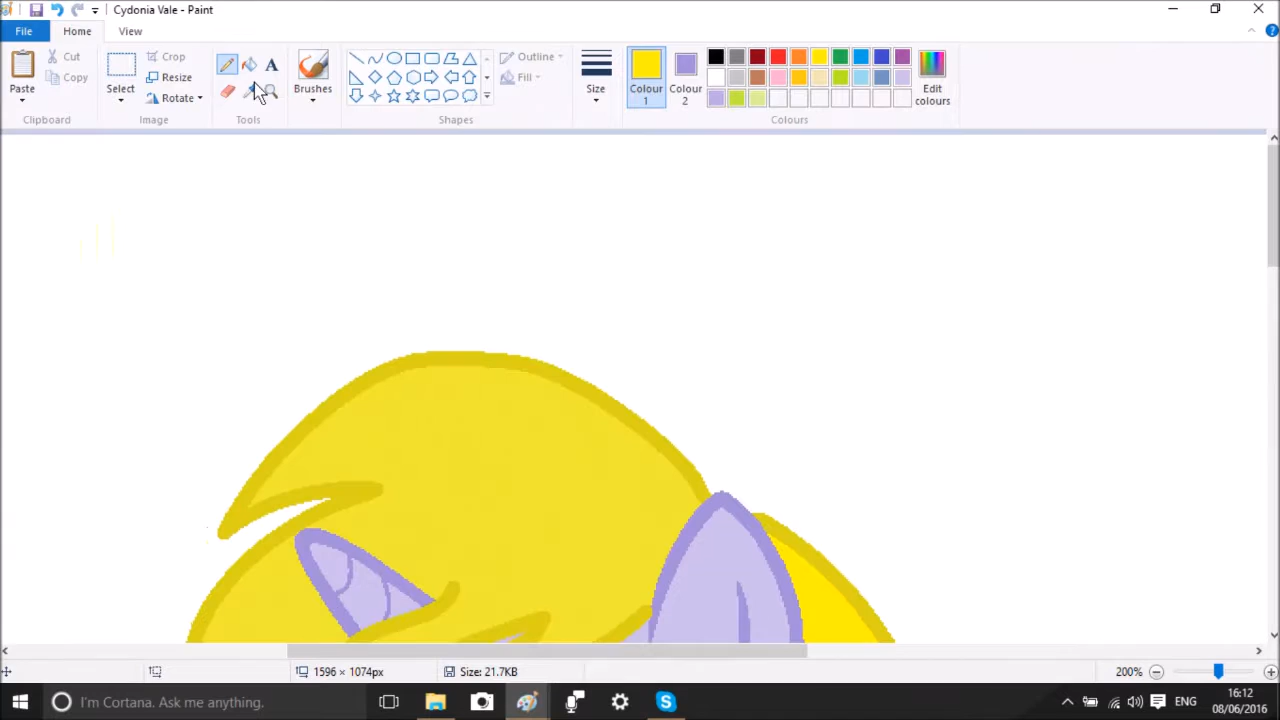 Cydonia Vale - Paint
File
Home
View
Paste
Cut
Copy
Clipboard
Select
Crop
Resize
Rotate
Image
A
Tools
Brushes
Outline
Fill
Shapes
Size
Colour
1
Colour
2
Edit
colours
Colours
1596 × 1074px
Size: 21.7KB
200%
I'm Cortana. Ask me anything.
ENG
16:12
08/06/2016